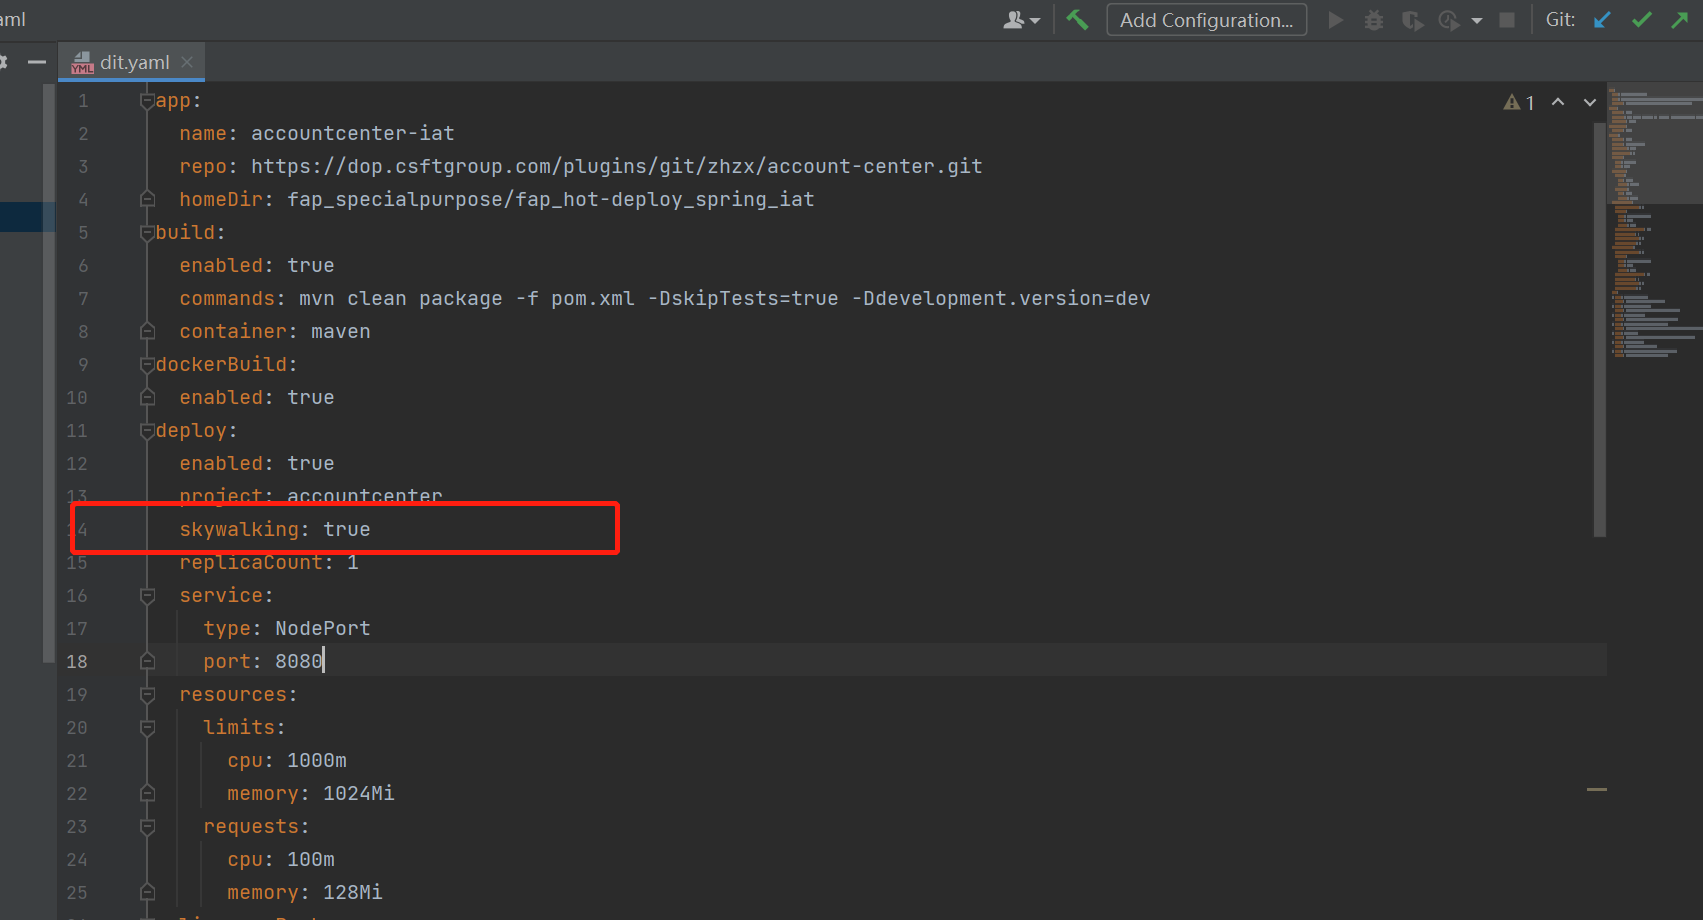 aml
Add Configuration...
Git:
YML
dit.yaml
1
1 app:
2 name: accountcenter-iat
3 repo: https://dop.csftgroup.com/plugins/git/zhzx/account-center.git
4 homeDir: fap_specialpurpose/fap_hot-deploy_spring_iat
5 build:
6 enabled: true
7 commands: mvn clean package -f pom.xml -DskipTests=true -Ddevelopment.version=dev
8 container: maven
9 dockerBuild:
10 enabled: true
11 deploy:
12 enabled: true
13 project: accountcenter
14 skywalking: true
15 replicaCount: 1
16 service:
17 type: NodePort
18 port: 8080
19 resources:
20 limits:
21 cpu: 1000m
22 memory: 1024Mi
23 requests:
24 cpu: 100m
25 memory: 128Mi